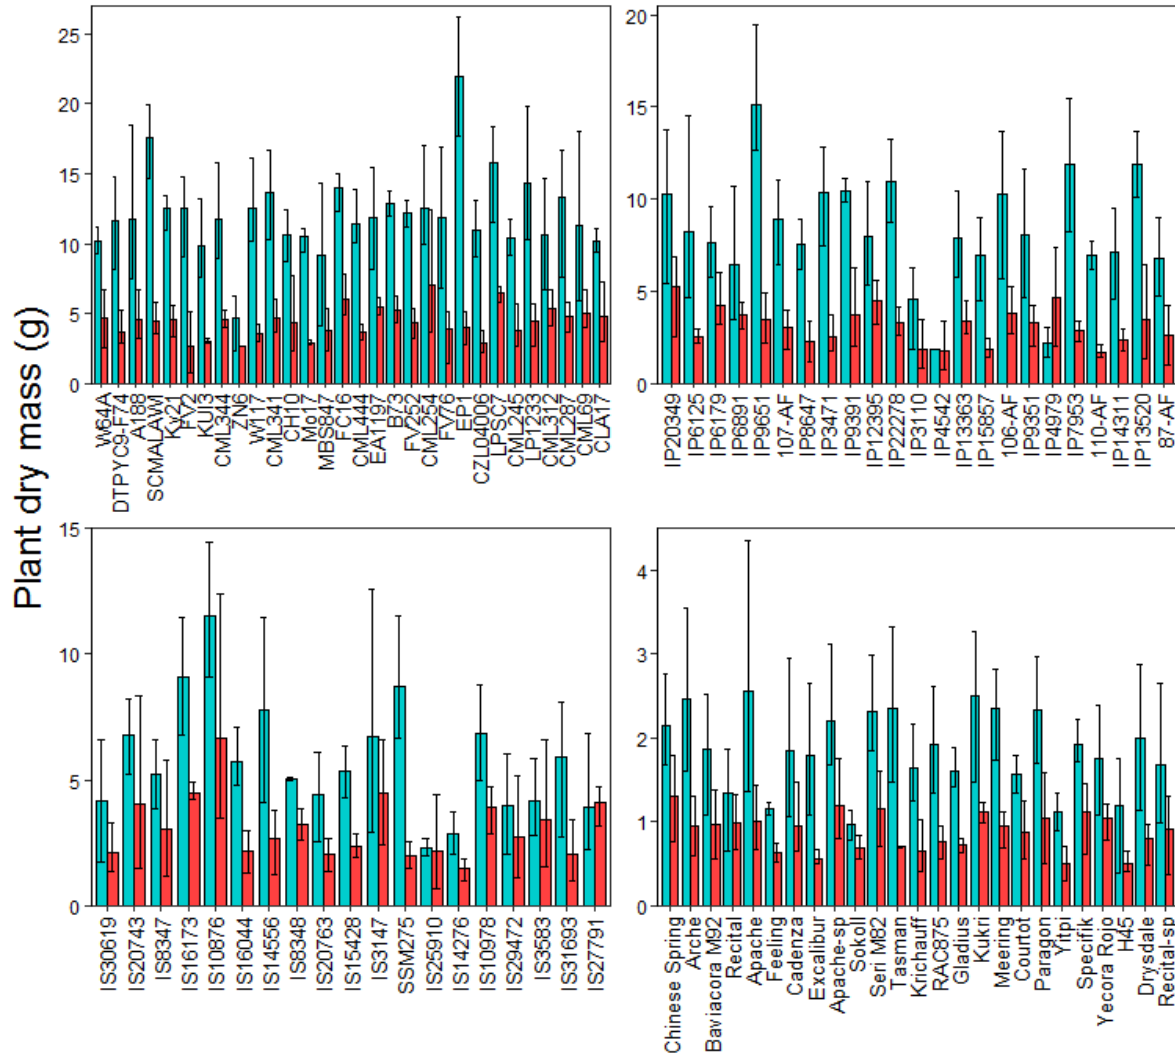 Plant dry mass (g)
25
20
15
10
5
0
W64A
DTPYC9-F74
A188
SCMALAWI
Ky21
FV2
KUI3
CML344
ZN6
W117
CML341
CH10
Mo17
MBS847
FC16
CML444
EA1197
B73
FV252
CML254
FV76
EP1
CZL04006
LPSC7
CML245
LP1233
CML312
CML287
CML69
CLA17
20
15
10
5
0
IP20349
IP6125
IP6179
IP8891
IP9651
107-AF
IP8647
IP3471
IP9391
IP12395
IP22278
IP3110
IP4542
IP13363
IP15857
106-AF
IP9351
IP4979
IP7953
110-AF
IP14311
IP13520
87-AF
15
10
5
0
IS30619
IS20743
IS8347
IS16173
IS10876
IS16044
IS14556
IS8348
IS20763
IS15428
IS3147
SSM275
IS25910
IS14276
IS10978
IS29472
IS3583
IS31693
IS27791
4
3
2
1
0
Chinese Spring
Arche
Baviacora M92
Recital
Apache
Feeling
Cadenza
Excalibur
Apache-sp
Sokoll
Seri M82
Tasman
Krichauff
RAC875
Gladius
Kukri
Meering
Courtot
Paragon
Yitpi
Specifik
Yecora Rojo
H45
Drysdale
Recital-sp